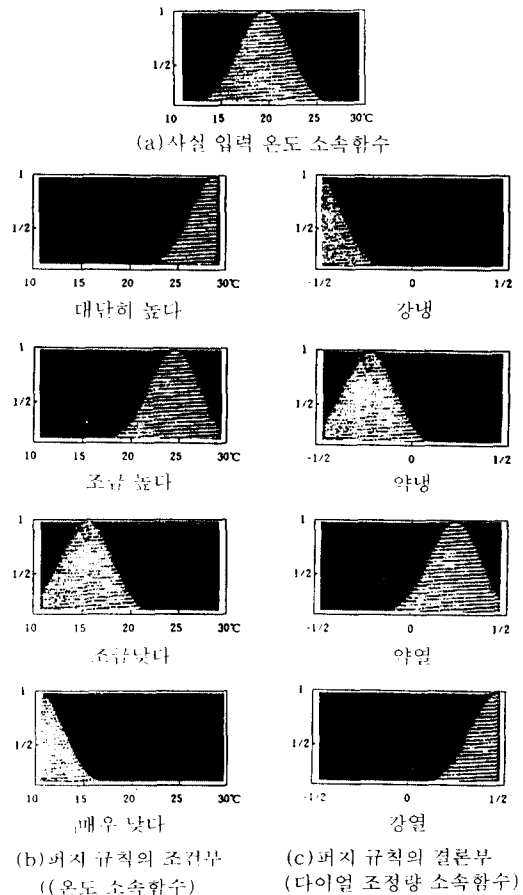 1
1/2
10 15 20 25 30℃
(a)사실 입력 온도 소속함수
1
1/2
10 15 20 25 30℃
대단히 높다
1
1/2
-1/2 0 1/2
강냉
1
1/2
10 15 20 25 30℃
조금 높다
1
1/2
-1/2 0 1/2
약냉
1
1/2
10 15 20 25 30℃
조금낮다
1
1/2
-1/2 0 1/2
약열
1
1/2
10 15 20 25 30℃
매우 낮다
1
1/2
-1/2 0 1/2
강열
(b)퍼지 규칙의 조건부
((온도 소속함수)
(c)퍼지 규칙의 결론부
(다이얼 조정량 소속함수)